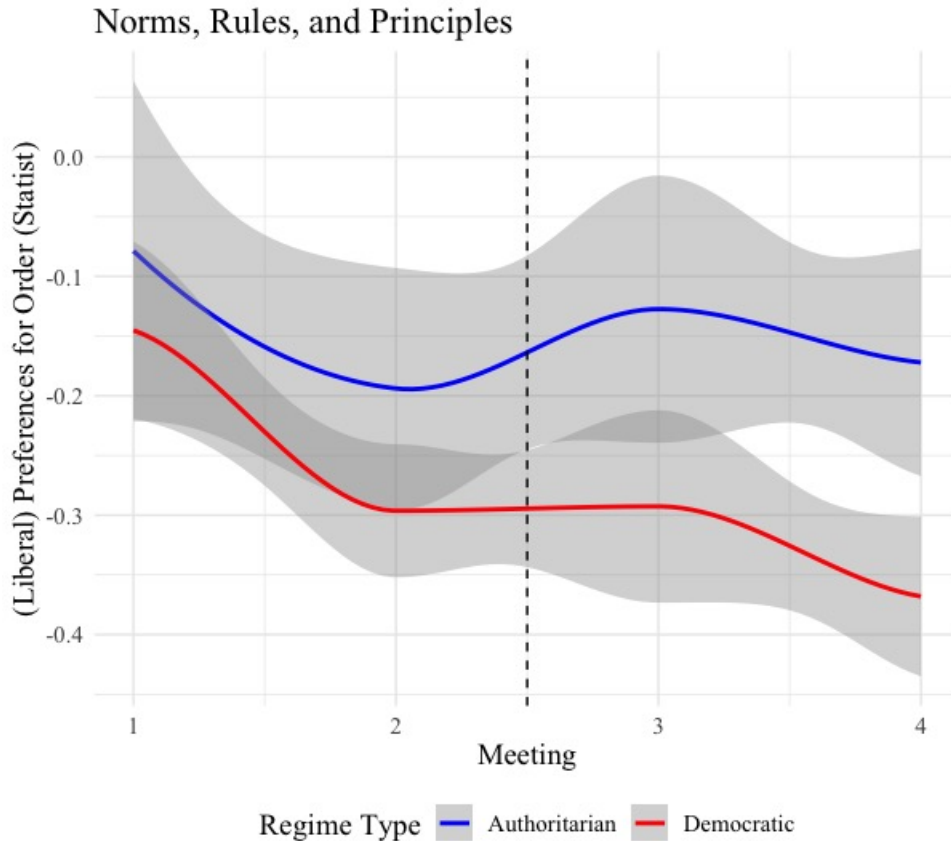 Norms, Rules, and Principles
(Liberal) Preferences for Order (Statist)
0.0
-0.1
-0.2
-0.3
-0.4
1 2 3 4
Meeting
Regime Type Authoritarian Democratic